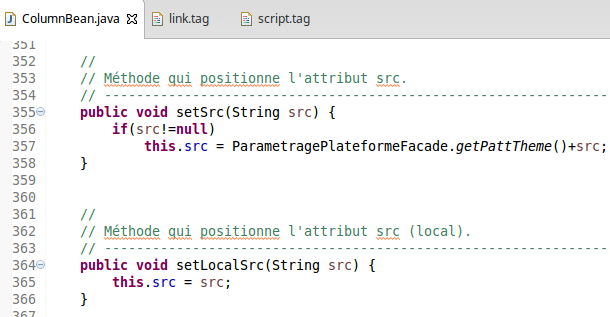 ColumnBean.java
link.tag
script.tag
351
352 //
353 // Méthode qui positionne l'attribut src.
354 // ----------------------------------------------------------------
355 public void setSrc(String src) {
356 if(src!=null)
357 this.src = ParametragePlateformeFacade.getPattTheme()+src;
358 }
359
360
361 //
362 // Méthode qui positionne l'attribut src (local).
363 // ----------------------------------------------------------------
364 public void setLocalSrc(String src) {
365 this.src = src;
366 }
367